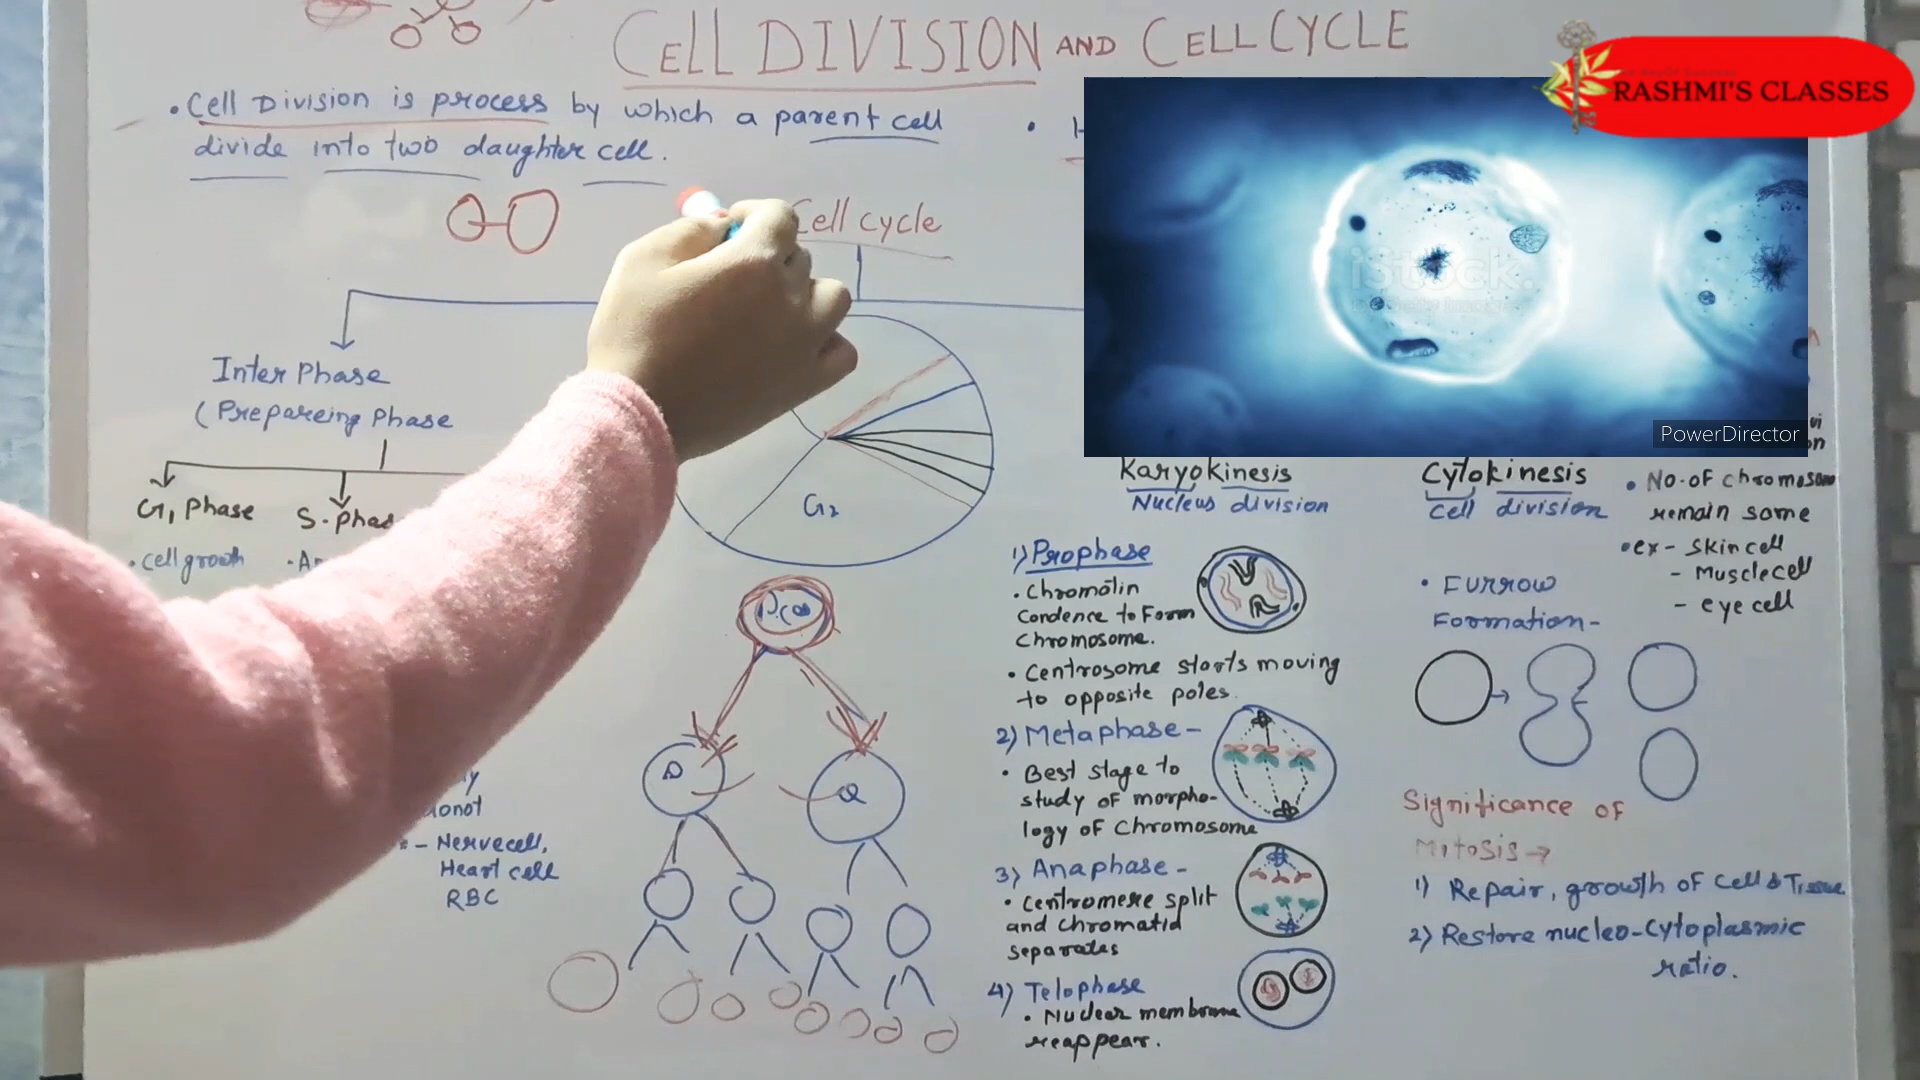 CELL DIVISION AND CELL CYCLE
RASHMI'S CLASSES
• Cell Division is process by which a parent cell
divide into two daughter cell.
Cell cycle
iStock.
PowerDirector
Inter Phase
(Prepareing Phase
G1 Phase
S-phas
• cell growth
G2
P.cell
D
D
donot
- Nervecell,
Heart cell
RBC
Karyokinesis
Nucleus division
1) Prophase
• Chromatin
Condence to Form
Chromosome.
• Centrosome starts moving
to opposite poles.
2) Metaphase -
• Best stage to
study of morpho-
logy of chromosome
3) Anaphase -
• centromere split
and chromatid
separates
4) Telophase
• Nuclear membrane
reappear.
Cytokinesis
cell division
• Furrow
Formation -
• No. of chromosome
remain same
• ex - skin cell
- Muscle cell
- eye cell
Significance of
Mitosis →
1) Repair, growth of cell & Tissue
2) Restore nucleo-Cytoplasmic
ratio.